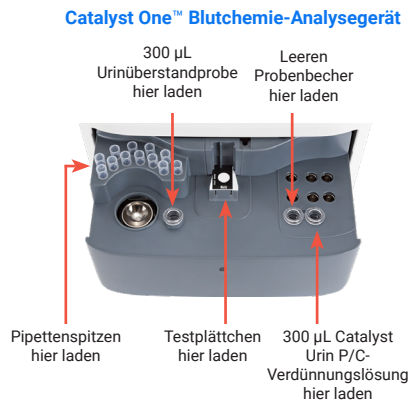 Catalyst One™ Blutchemie-Analysegerät
300 µL
Urinüberstandprobe
hier laden
Leeren
Probenbecher
hier laden
Pipettenspitzen
hier laden
Testplättchen
hier laden
300 µL Catalyst
Urin P/C-
Verdünnungslösung
hier laden